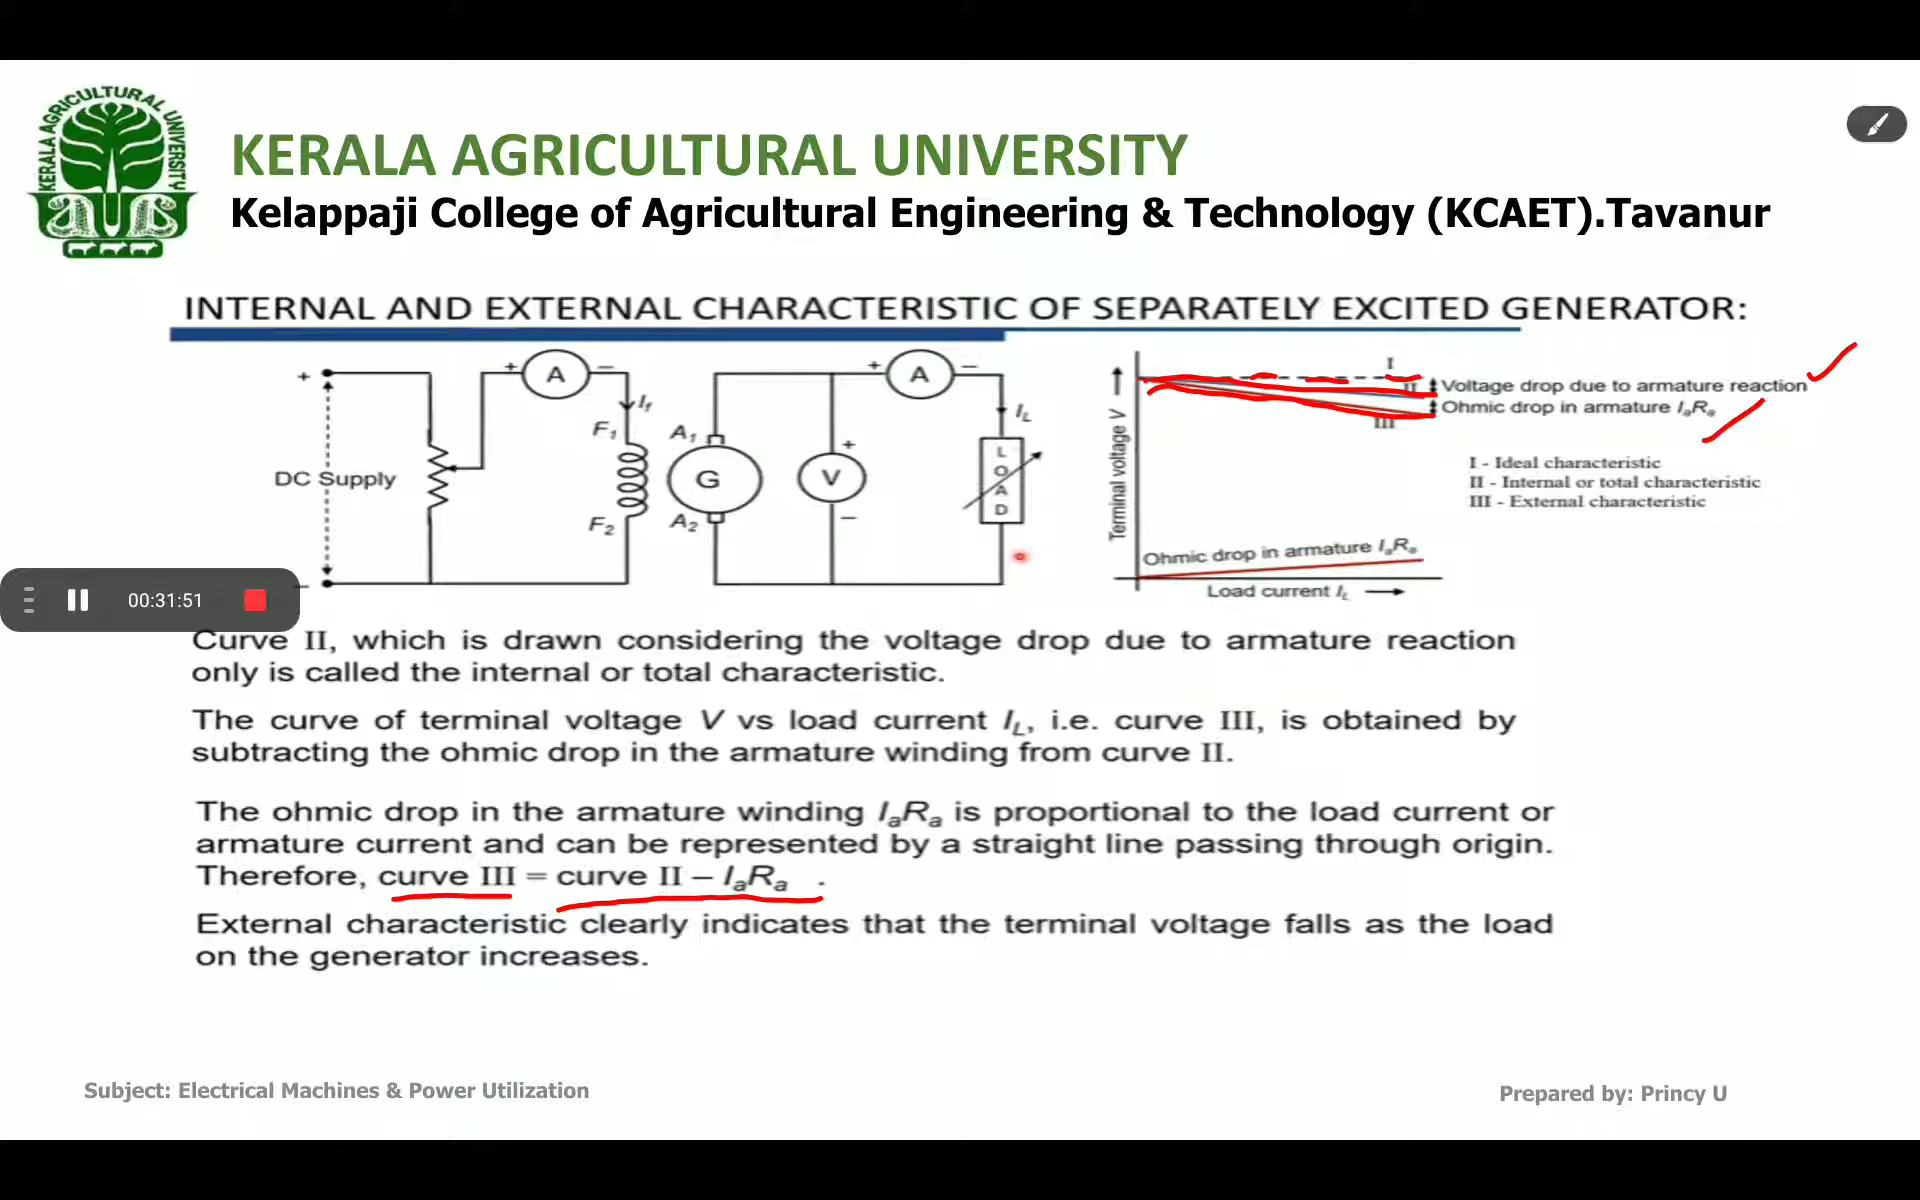 KERALA AGRICULTURAL UNIVERSITY
KERALA AGRICULTURAL UNIVERSITY
Kelappaji College of Agricultural Engineering & Technology (KCAET).Tavanur
INTERNAL AND EXTERNAL CHARACTERISTIC OF SEPARATELY EXCITED GENERATOR:
+
+ A −
If
F1
F2
DC Supply
−
A1
G
A2
+
V
−
+ A −
IL
LOAD
Terminal voltage V
I
II
III
Voltage drop due to armature reaction
Ohmic drop in armature IaRa
I - Ideal characteristic
II - Internal or total characteristic
III - External characteristic
Ohmic drop in armature IaRa
Load current IL
00:31:51
Curve II, which is drawn considering the voltage drop due to armature reaction
only is called the internal or total characteristic.
The curve of terminal voltage V vs load current IL, i.e. curve III, is obtained by
subtracting the ohmic drop in the armature winding from curve II.
The ohmic drop in the armature winding IaRa is proportional to the load current or
armature current and can be represented by a straight line passing through origin.
Therefore, curve III = curve II − IaRa .
External characteristic clearly indicates that the terminal voltage falls as the load
on the generator increases.
Subject: Electrical Machines & Power Utilization
Prepared by: Princy U